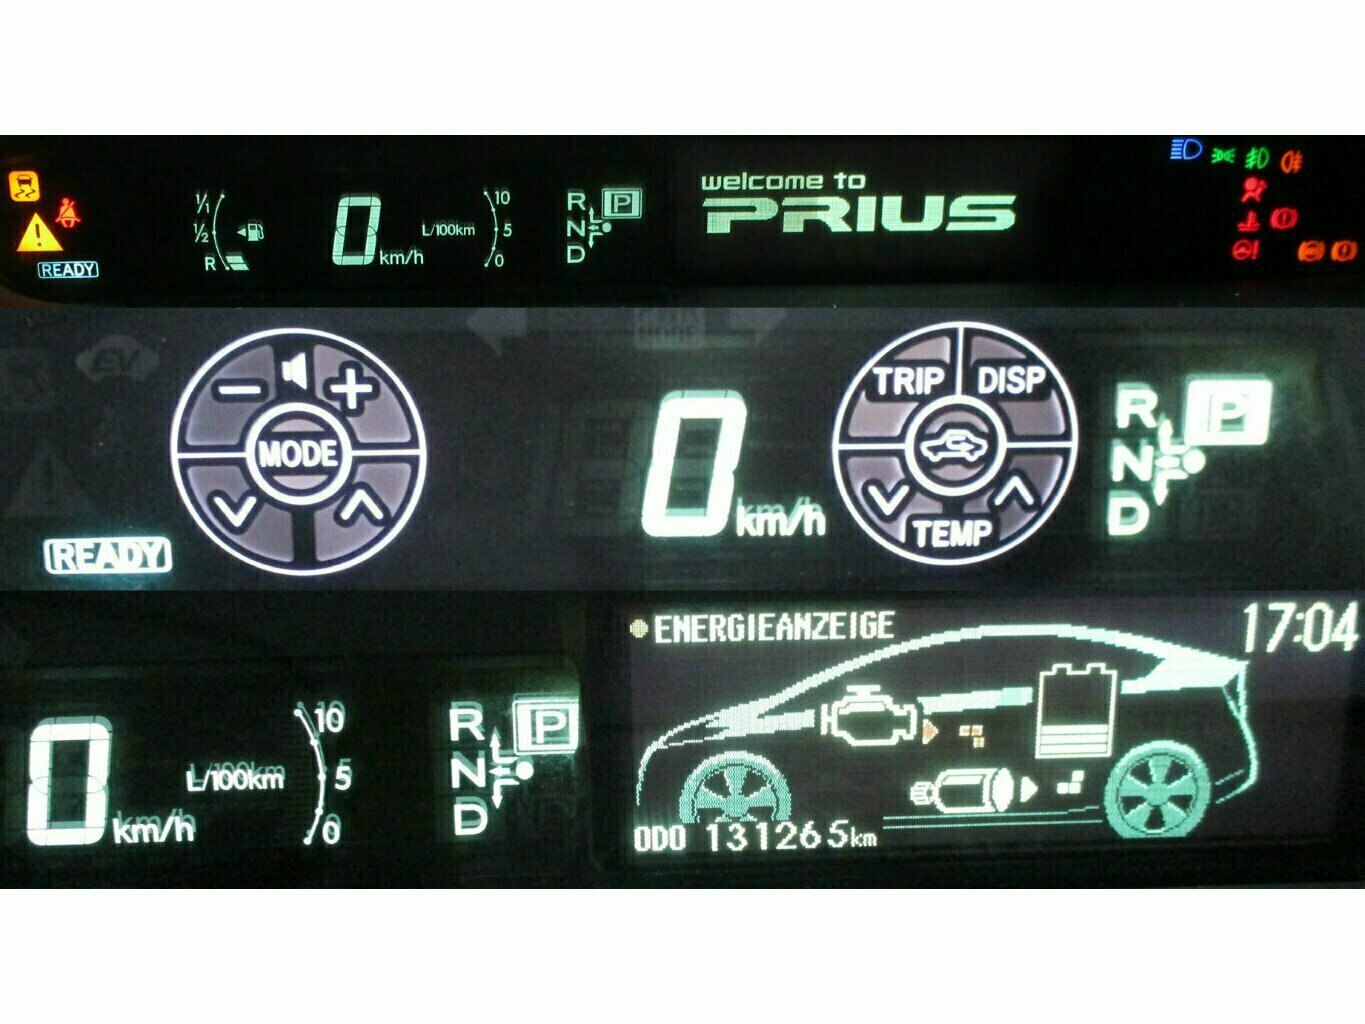 welcome to
PRIUS
READY
1/1
1/2
R
0
km/h
L/100km
10
5
0
R
N
D
P
EV
READY
MODE
0
km/h
TRIP
DISP
TEMP
R
N
D
P
0
km/h
L/100km
10
5
0
R
N
D
P
ENERGIEANZEIGE
17:04
ODO 131265km